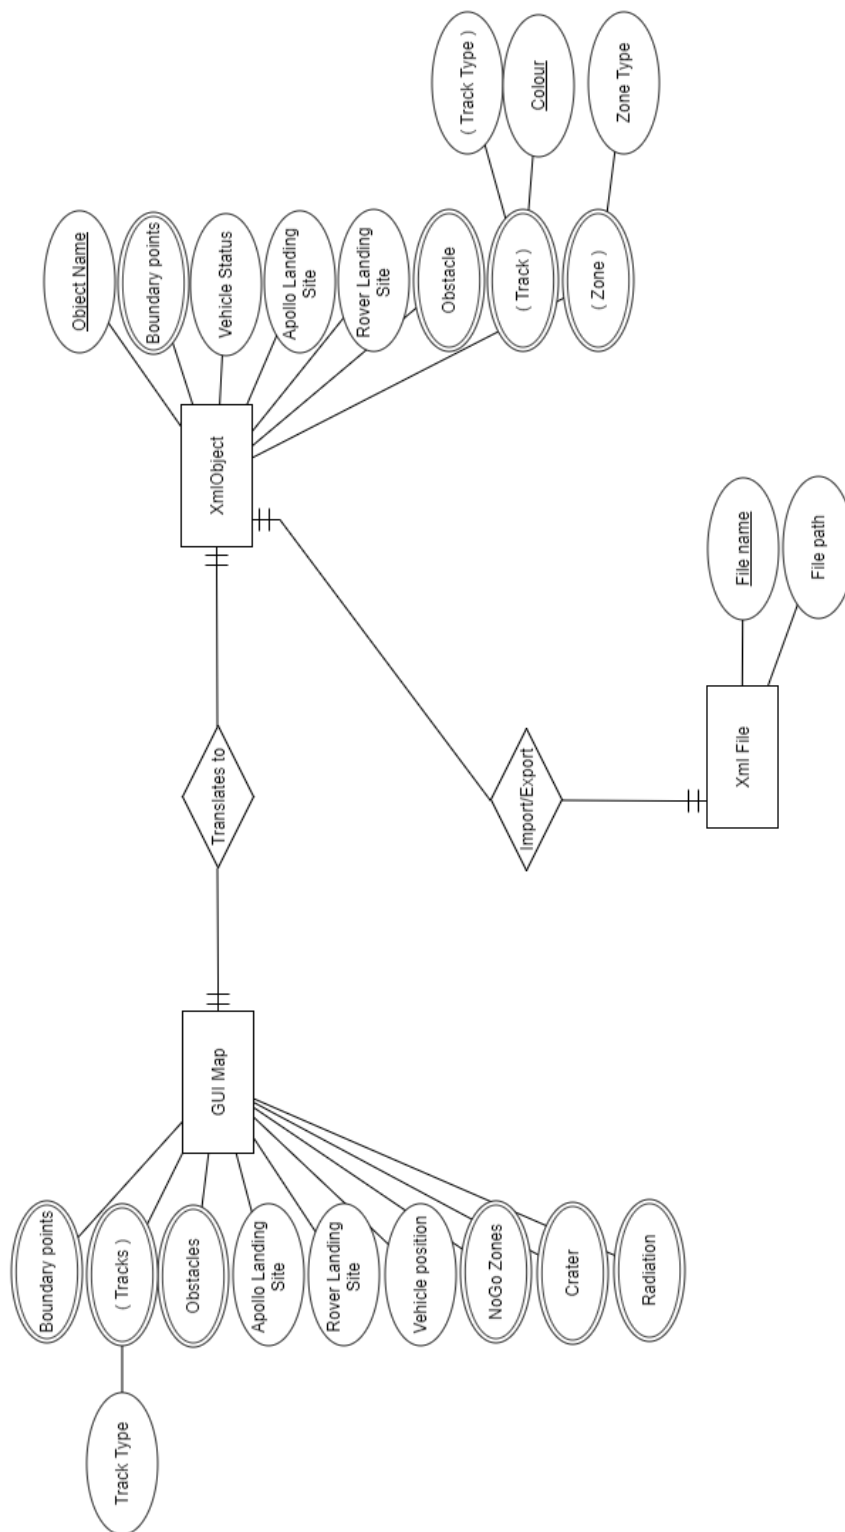 Object Name
Boundary points
Vehicle Status
Apollo Landing
Site
Rover Landing
Site
Obstacle
( Track )
( Zone )
( Track Type )
Colour
Zone Type
XmlObject
Translates to
Import/Export
File name
File path
Xml File
GUI Map
Boundary points
( Tracks )
Obstacles
Apollo Landing
Site
Rover Landing
Site
Vehicle position
NoGo Zones
Crater
Radiation
Track Type